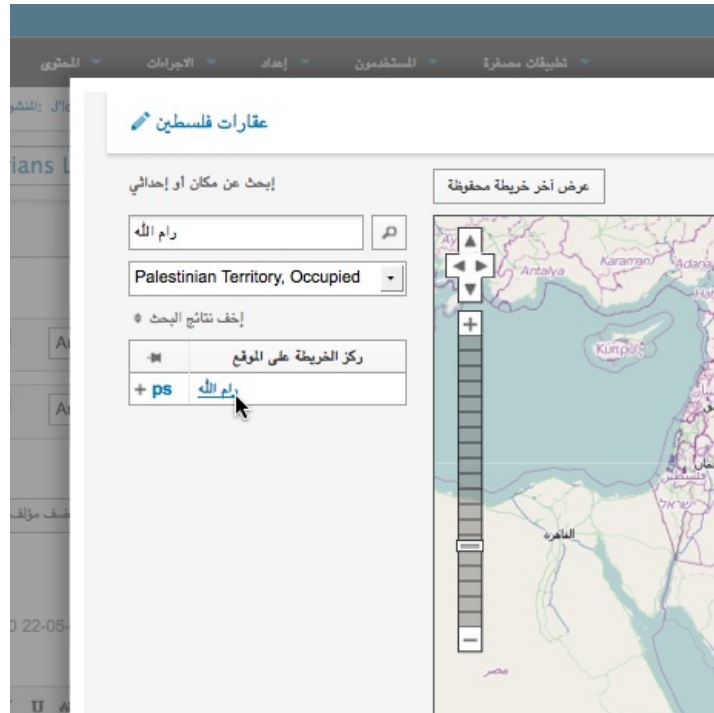 تطبيقات مصغرة
المستخدمون
إعداد
الاجراءات
المحتوى
عقارات فلسطين
ians L
إبحث عن مكان أو إحداثي
عرض آخر خريطة محفوظة
رام الله
Palestinian Territory, Occupied
إخف نتائج البحث
ركز الخريطة على الموقع
+ ps رام الله
Antalya
Karaman
Adana
القاهرة
مصر
فلسطين
ישראל
22-05-
U